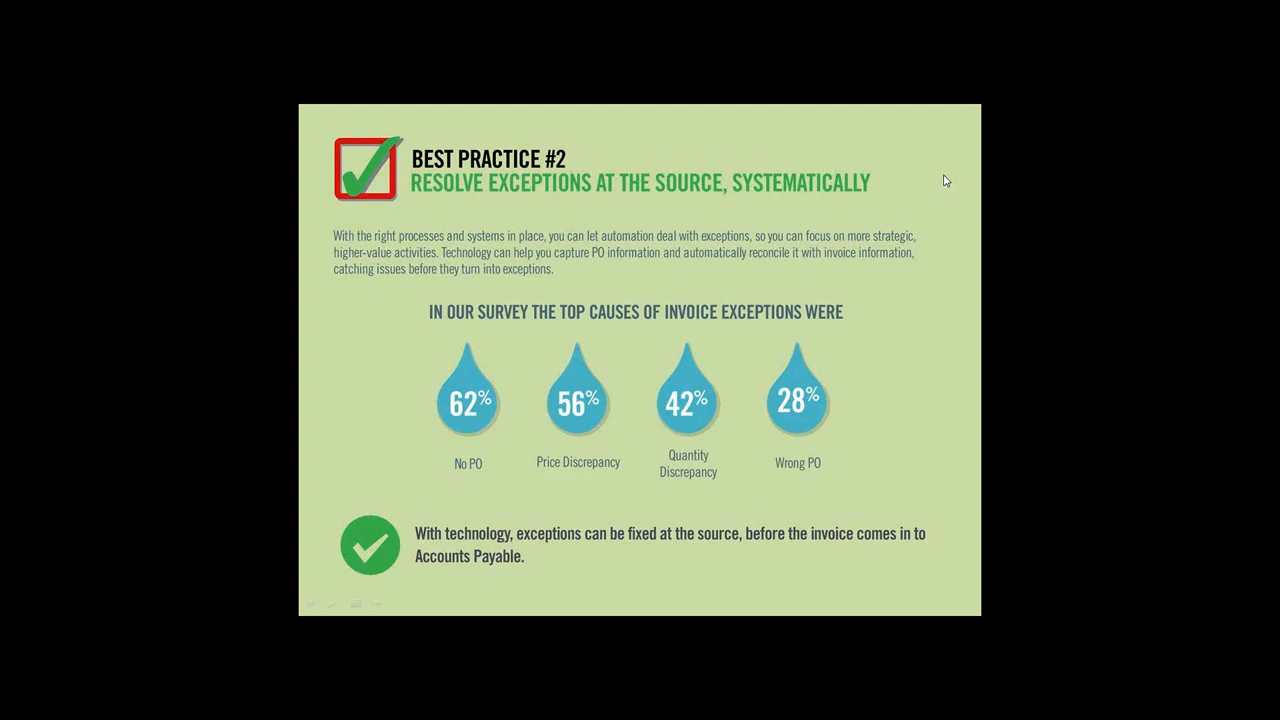 BEST PRACTICE #2
RESOLVE EXCEPTIONS AT THE SOURCE, SYSTEMATICALLY
With the right processes and systems in place, you can let automation deal with exceptions, so you can focus on more strategic,
higher-value activities. Technology can help you capture PO information and automatically reconcile it with invoice information,
catching issues before they turn into exceptions.
IN OUR SURVEY THE TOP CAUSES OF INVOICE EXCEPTIONS WERE
62% 56% 42% 28%
No PO
Price Discrepancy
Quantity
Discrepancy
Wrong PO
With technology, exceptions can be fixed at the source, before the invoice comes in to
Accounts Payable.